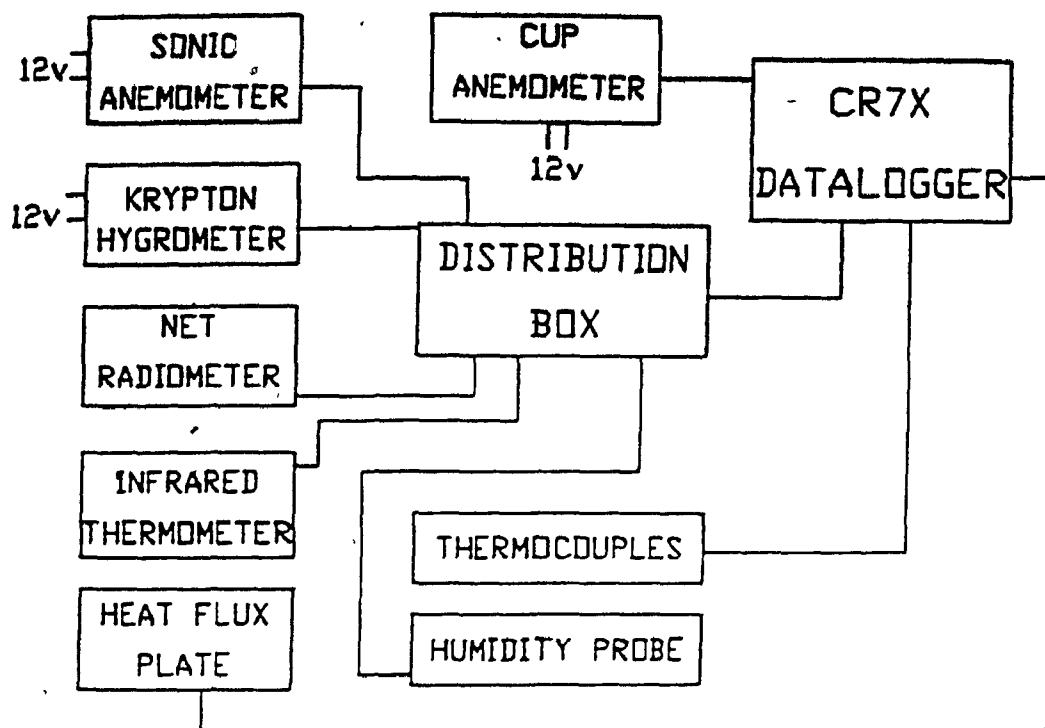 SONIC
ANEMOMETER
12v
CUP
ANEMOMETER
12v
CR7X
DATALOGGER
KRYPTON
HYGROMETER
12v
DISTRIBUTION
BOX
NET
RADIOMETER
INFRARED
THERMOMETER
THERMOCOUPLES
HEAT FLUX
PLATE
HUMIDITY PROBE